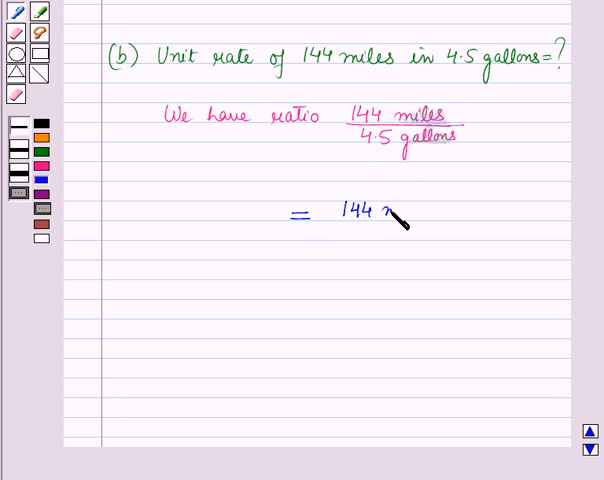 (b) Unit rate of 144 miles in 4.5 gallons=?
We have ratio 144 miles
4.5 gallons
= 144